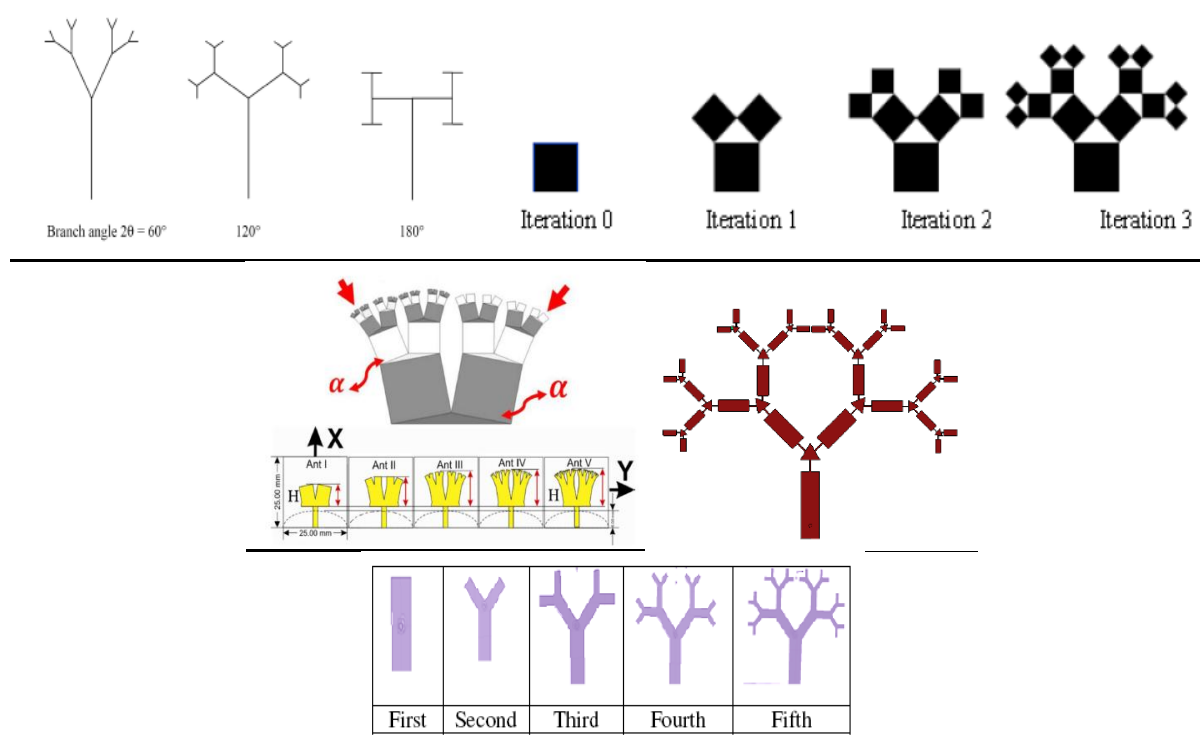 Branch angle 2θ = 60°
120°
180°
Iteration 0
Iteration 1
Iteration 2
Iteration 3
α
α
X
Ant I
Ant II
Ant III
Ant IV
Ant V
Y
H
H
25.00 mm
25.00 mm
First
Second
Third
Fourth
Fifth